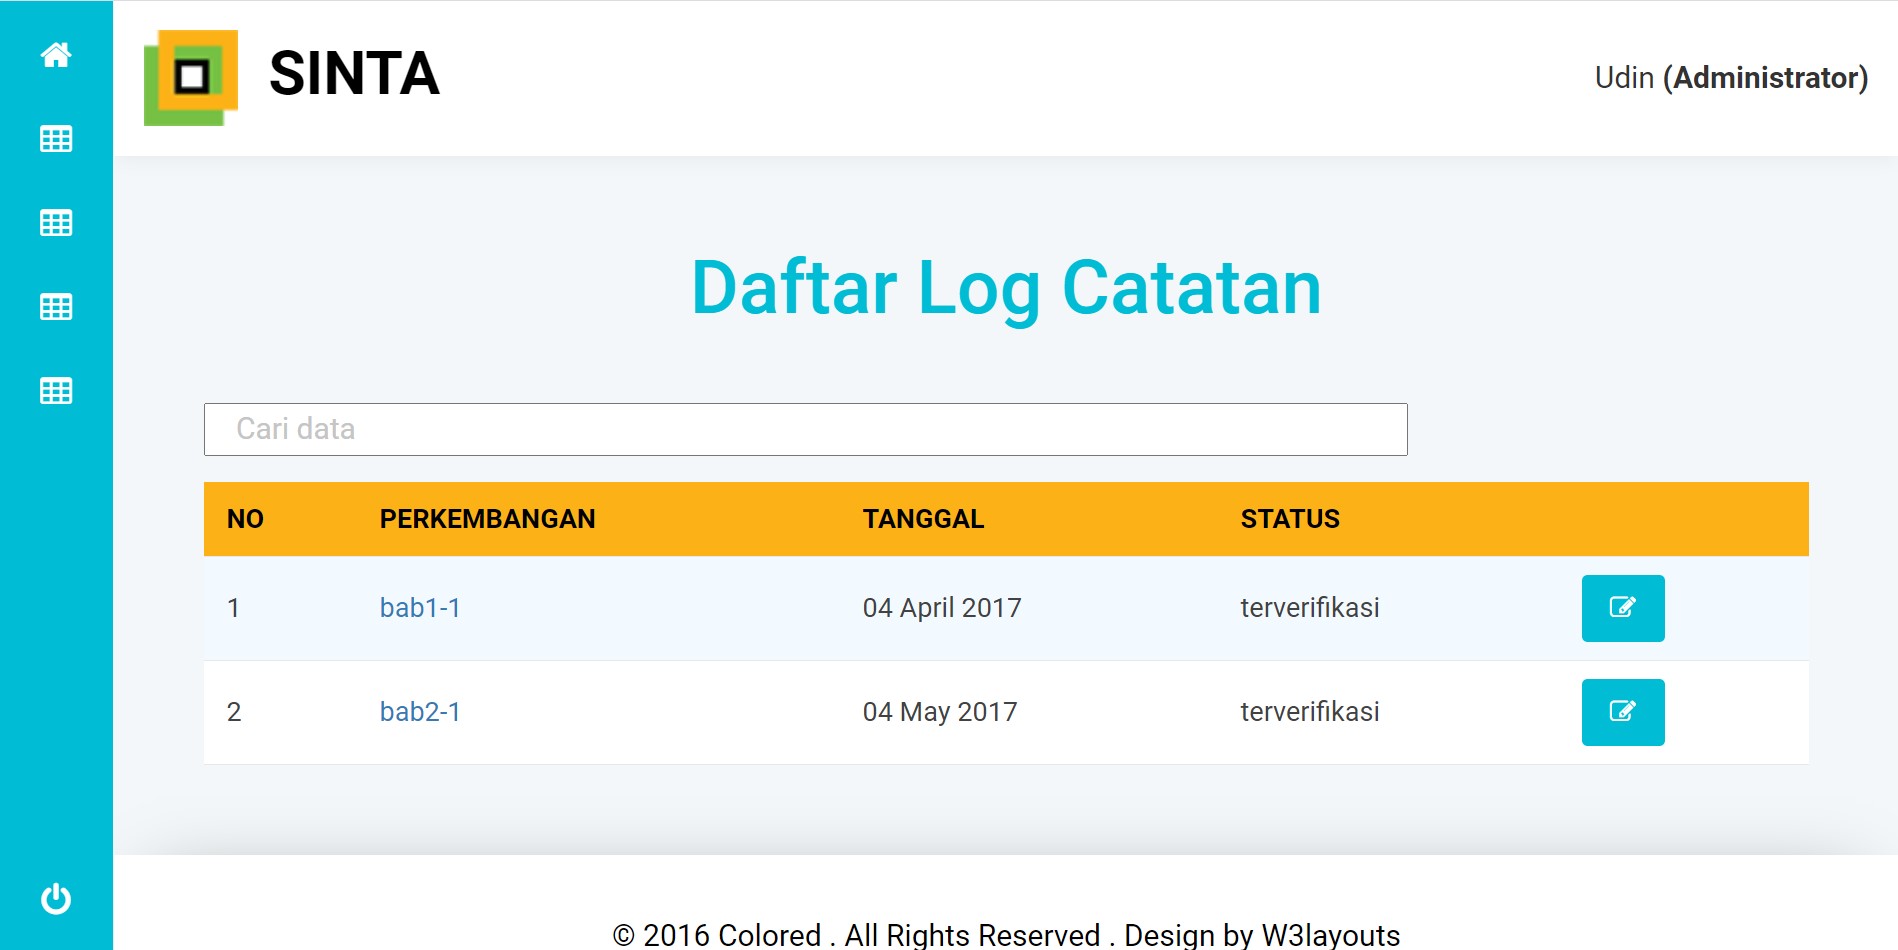 SINTA
Udin (Administrator)
Daftar Log Catatan
Cari data
NO PERKEMBANGAN TANGGAL STATUS
1 bab1-1 04 April 2017 terverifikasi
2 bab2-1 04 May 2017 terverifikasi
© 2016 Colored . All Rights Reserved . Design by W3layouts